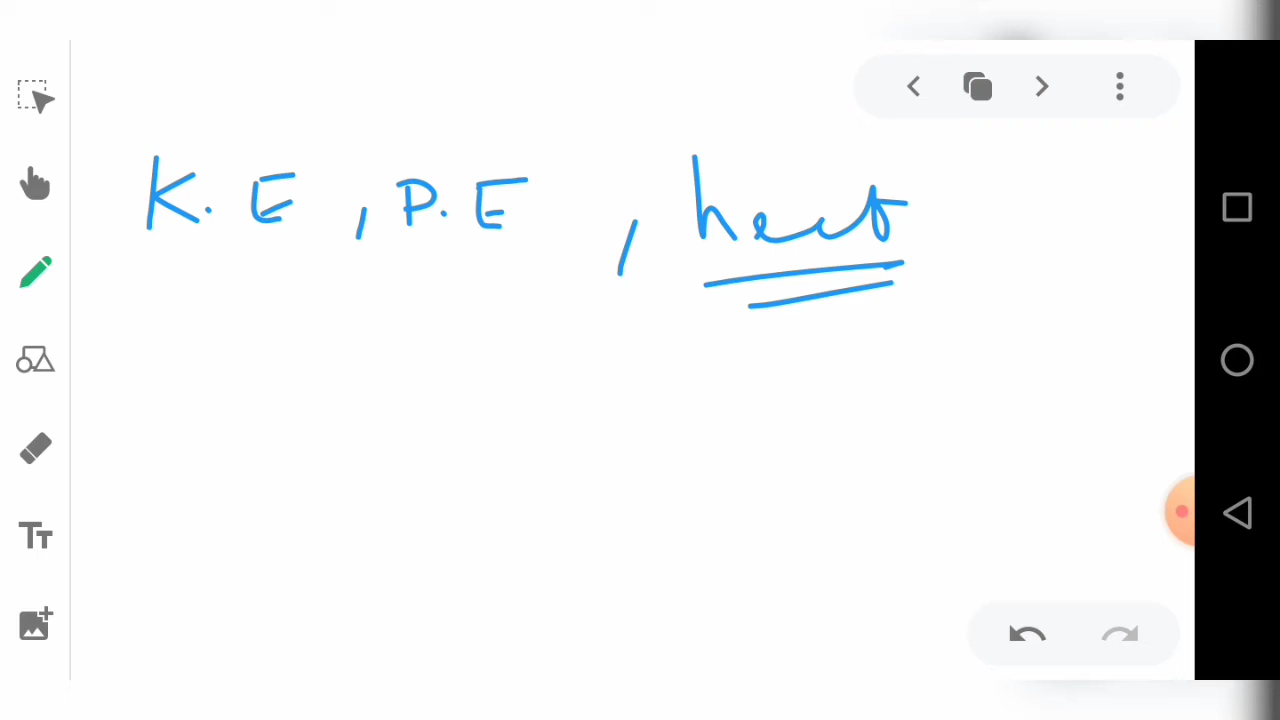 K. E , P. E , heat